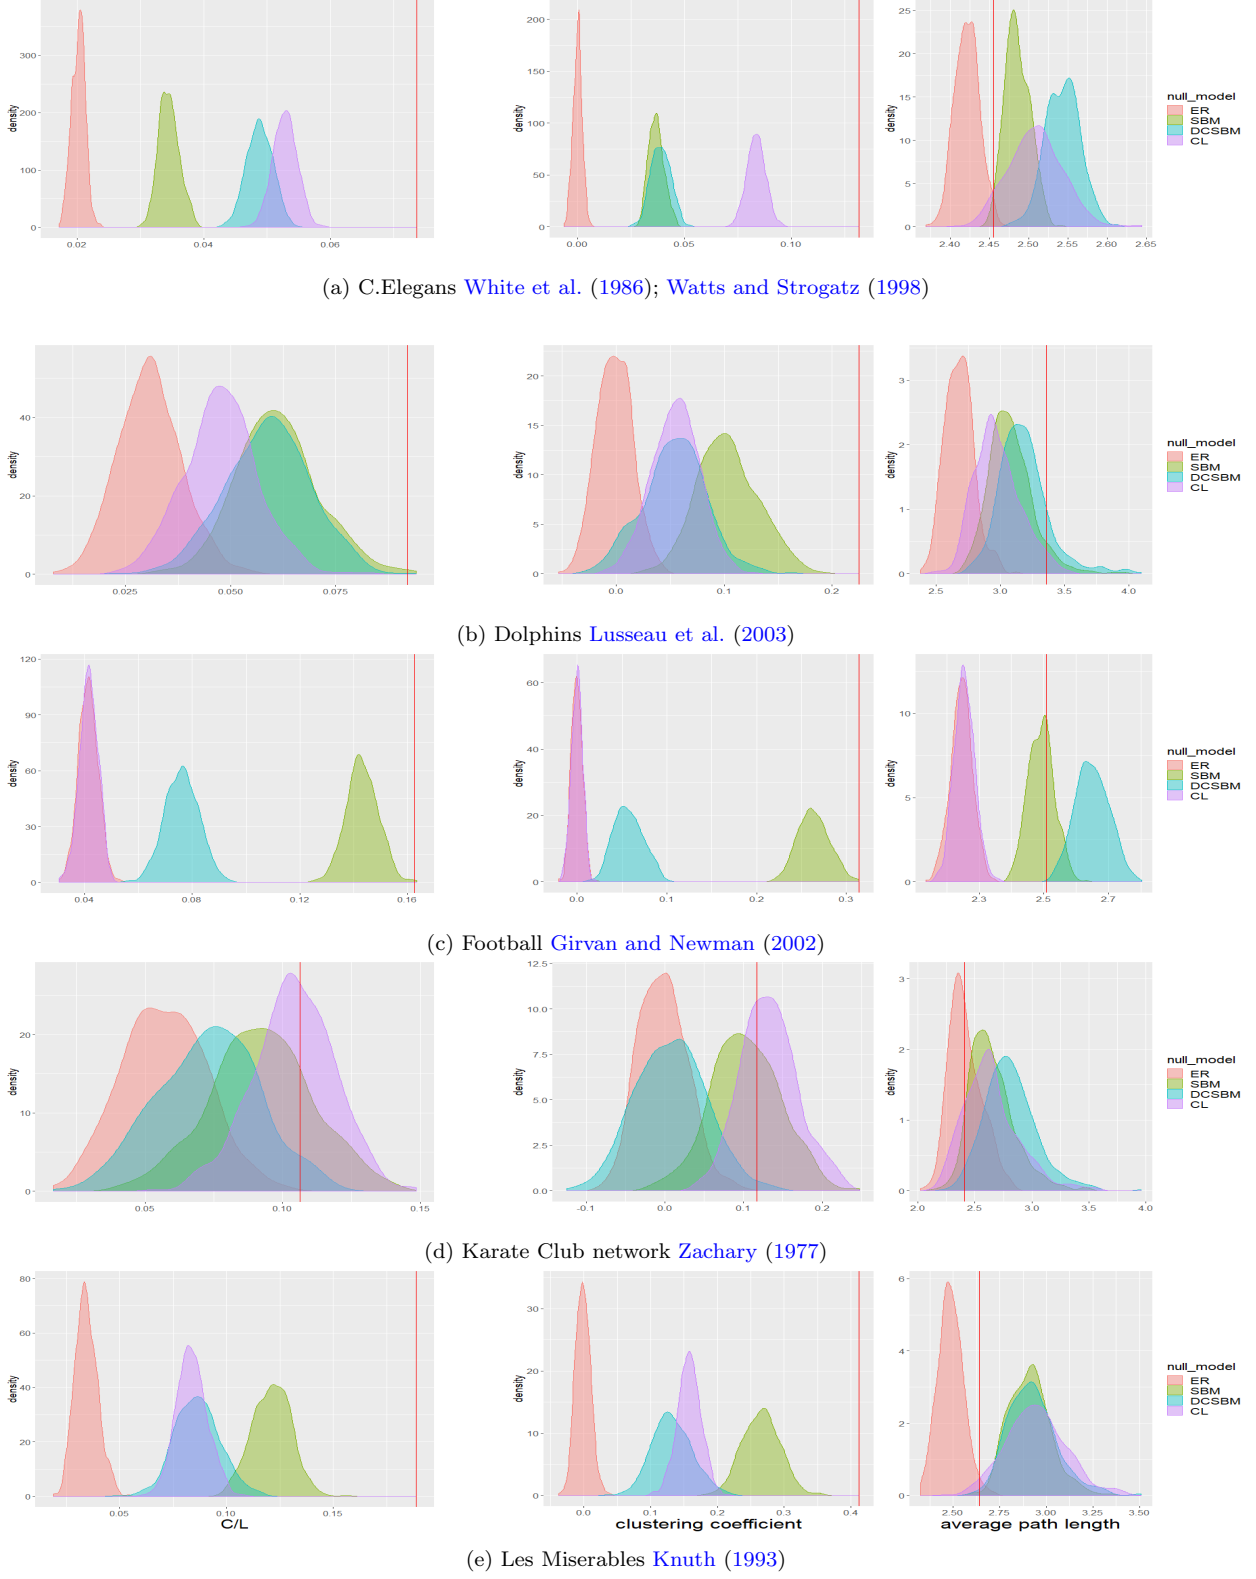 density
300
200
100
0
0.02 0.04 0.06
200
150
100
50
0
0.00 0.05 0.10
density
25
20
15
10
5
0
2.40 2.45 2.50 2.55 2.60 2.65
density
null_model
ER
SBM
DCSBM
CL
(a) C.Elegans White et al. (1986); Watts and Strogatz (1998)
density
40
20
0
0.025 0.050 0.075
density
20
15
10
5
0
0.0 0.1 0.2
density
3
2
1
0
2.5 3.0 3.5 4.0
null_model
ER
SBM
DCSBM
CL
(b) Dolphins Lusseau et al. (2003)
density
120
90
60
30
0
0.04 0.08 0.12 0.16
density
60
40
20
0
0.0 0.1 0.2 0.3
density
10
5
0
2.3 2.5 2.7
null_model
ER
SBM
DCSBM
CL
(c) Football Girvan and Newman (2002)
density
20
10
0
0.05 0.10 0.15
density
12.5
10.0
7.5
5.0
2.5
0.0
-0.1 0.0 0.1 0.2
density
3
2
1
0
2.0 2.5 3.0 3.5 4.0
null_model
ER
SBM
DCSBM
CL
(d) Karate Club network Zachary (1977)
density
80
60
40
20
0
0.05 0.10 0.15
C/L
density
30
20
10
0
0.0 0.1 0.2 0.3 0.4
clustering coefficient
density
6
4
2
0
2.50 2.75 3.00 3.25 3.50
average path length
null_model
ER
SBM
DCSBM
CL
(e) Les Miserables Knuth (1993)